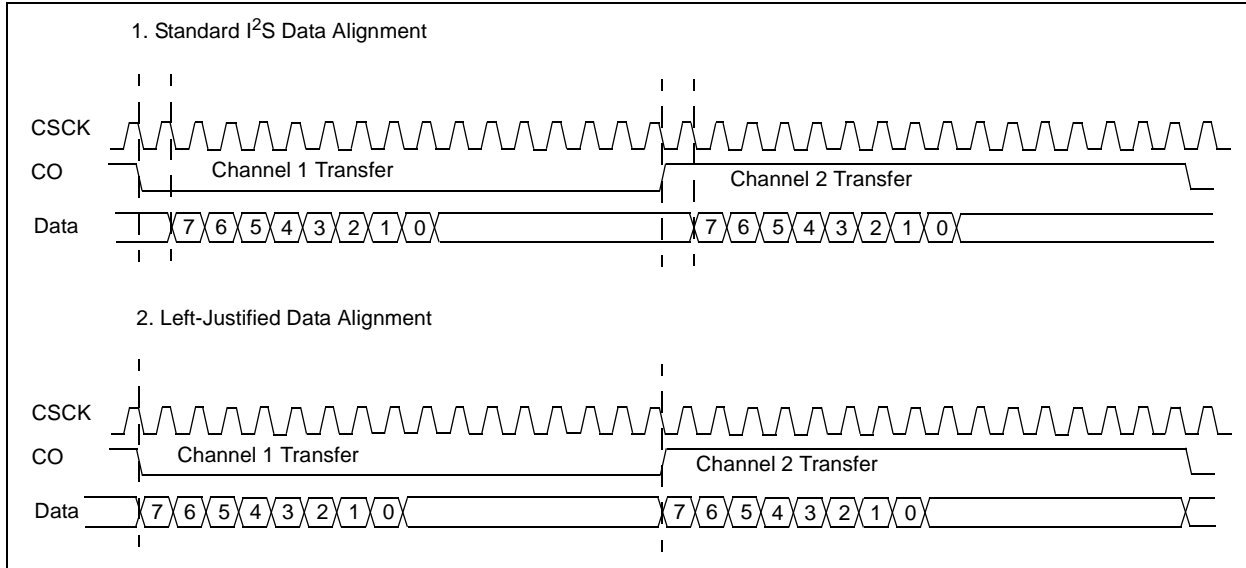 1. Standard I²S Data Alignment
CSCK
CO
Channel 1 Transfer
Channel 2 Transfer
Data
7 6 5 4 3 2 1 0
7 6 5 4 3 2 1 0
2. Left-Justified Data Alignment
CSCK
CO
Channel 1 Transfer
Channel 2 Transfer
Data
7 6 5 4 3 2 1 0
7 6 5 4 3 2 1 0